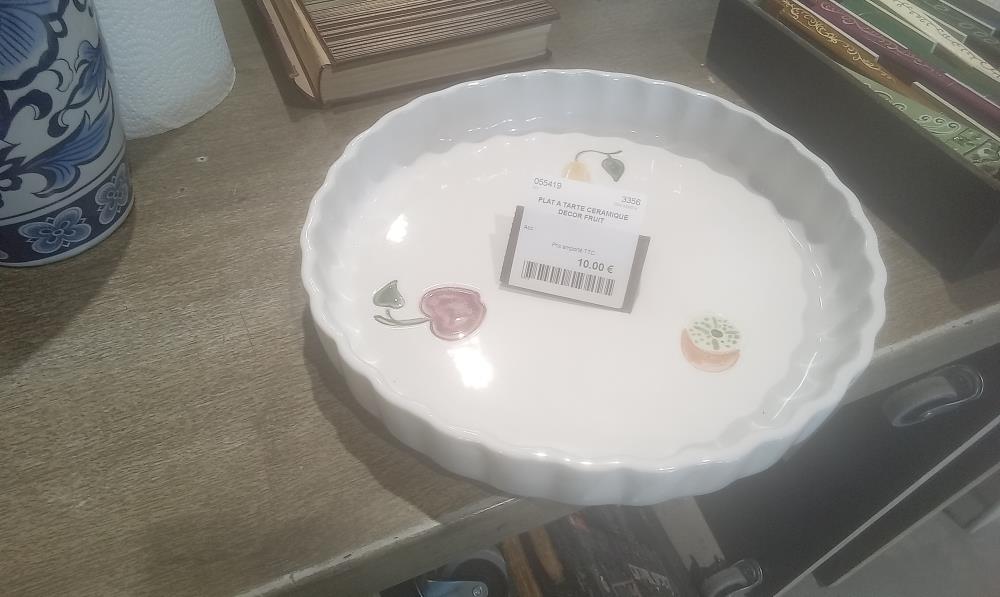 055419
3356
PLAT A TARTE CERAMIQUE
DECOR FRUIT
Prix emporté TTC
10.00 €